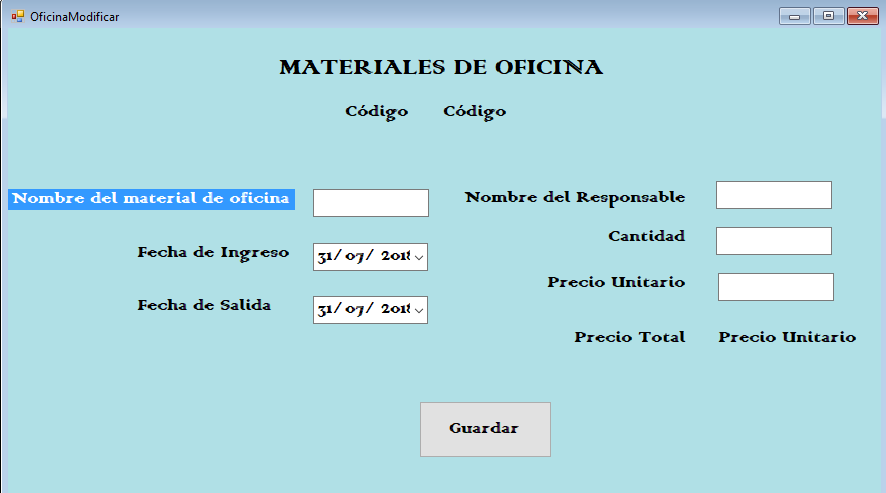 OficinaModificar
MATERIALES DE OFICINA
Código Código
Nombre del material de oficina
Nombre del Responsable
Fecha de Ingreso 31/ 07/ 2018
Cantidad
Fecha de Salida 31/ 07/ 2018
Precio Unitario
Precio Total Precio Unitario
Guardar